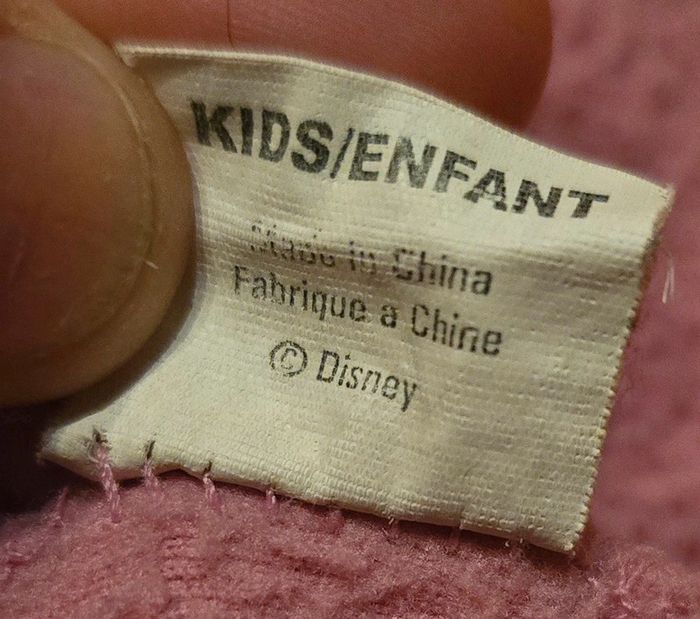 KIDS/ENFANT
Made in China
Fabrique a Chine
© Disney